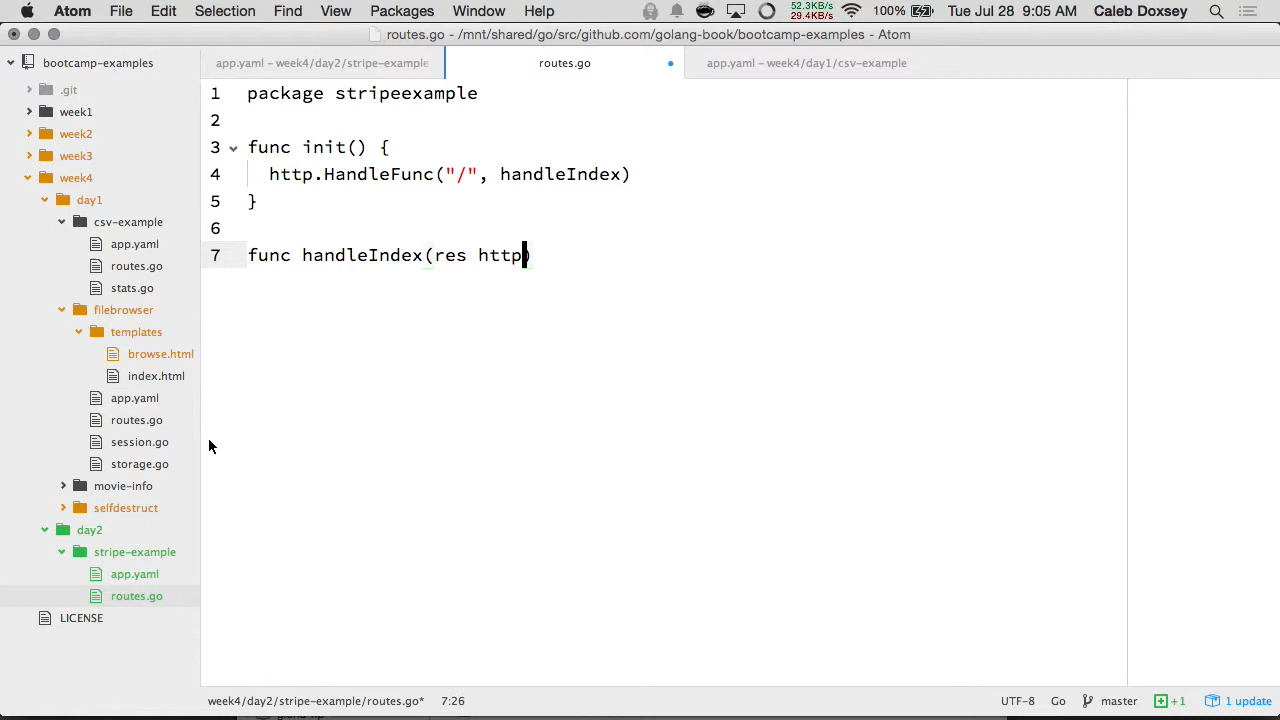 Atom File Edit Selection Find View Packages Window Help 52.3KB/s 29.4KB/s 100% Tue Jul 28 9:05 AM Caleb Doxsey
routes.go - /mnt/shared/go/src/github.com/golang-book/bootcamp-examples - Atom
bootcamp-examples
app.yaml – week4/day2/stripe-example
routes.go
app.yaml – week4/day1/csv-example
.git
week1
week2
week3
week4
day1
csv-example
app.yaml
routes.go
stats.go
filebrowser
templates
browse.html
index.html
app.yaml
routes.go
session.go
storage.go
movie-info
selfdestruct
day2
stripe-example
app.yaml
routes.go
LICENSE
1 package stripeexample
2
3 func init() {
4 http.HandleFunc("/", handleIndex)
5 }
6
7 func handleIndex(res http)
week4/day2/stripe-example/routes.go* 7:26 UTF-8 Go master +1 1 update